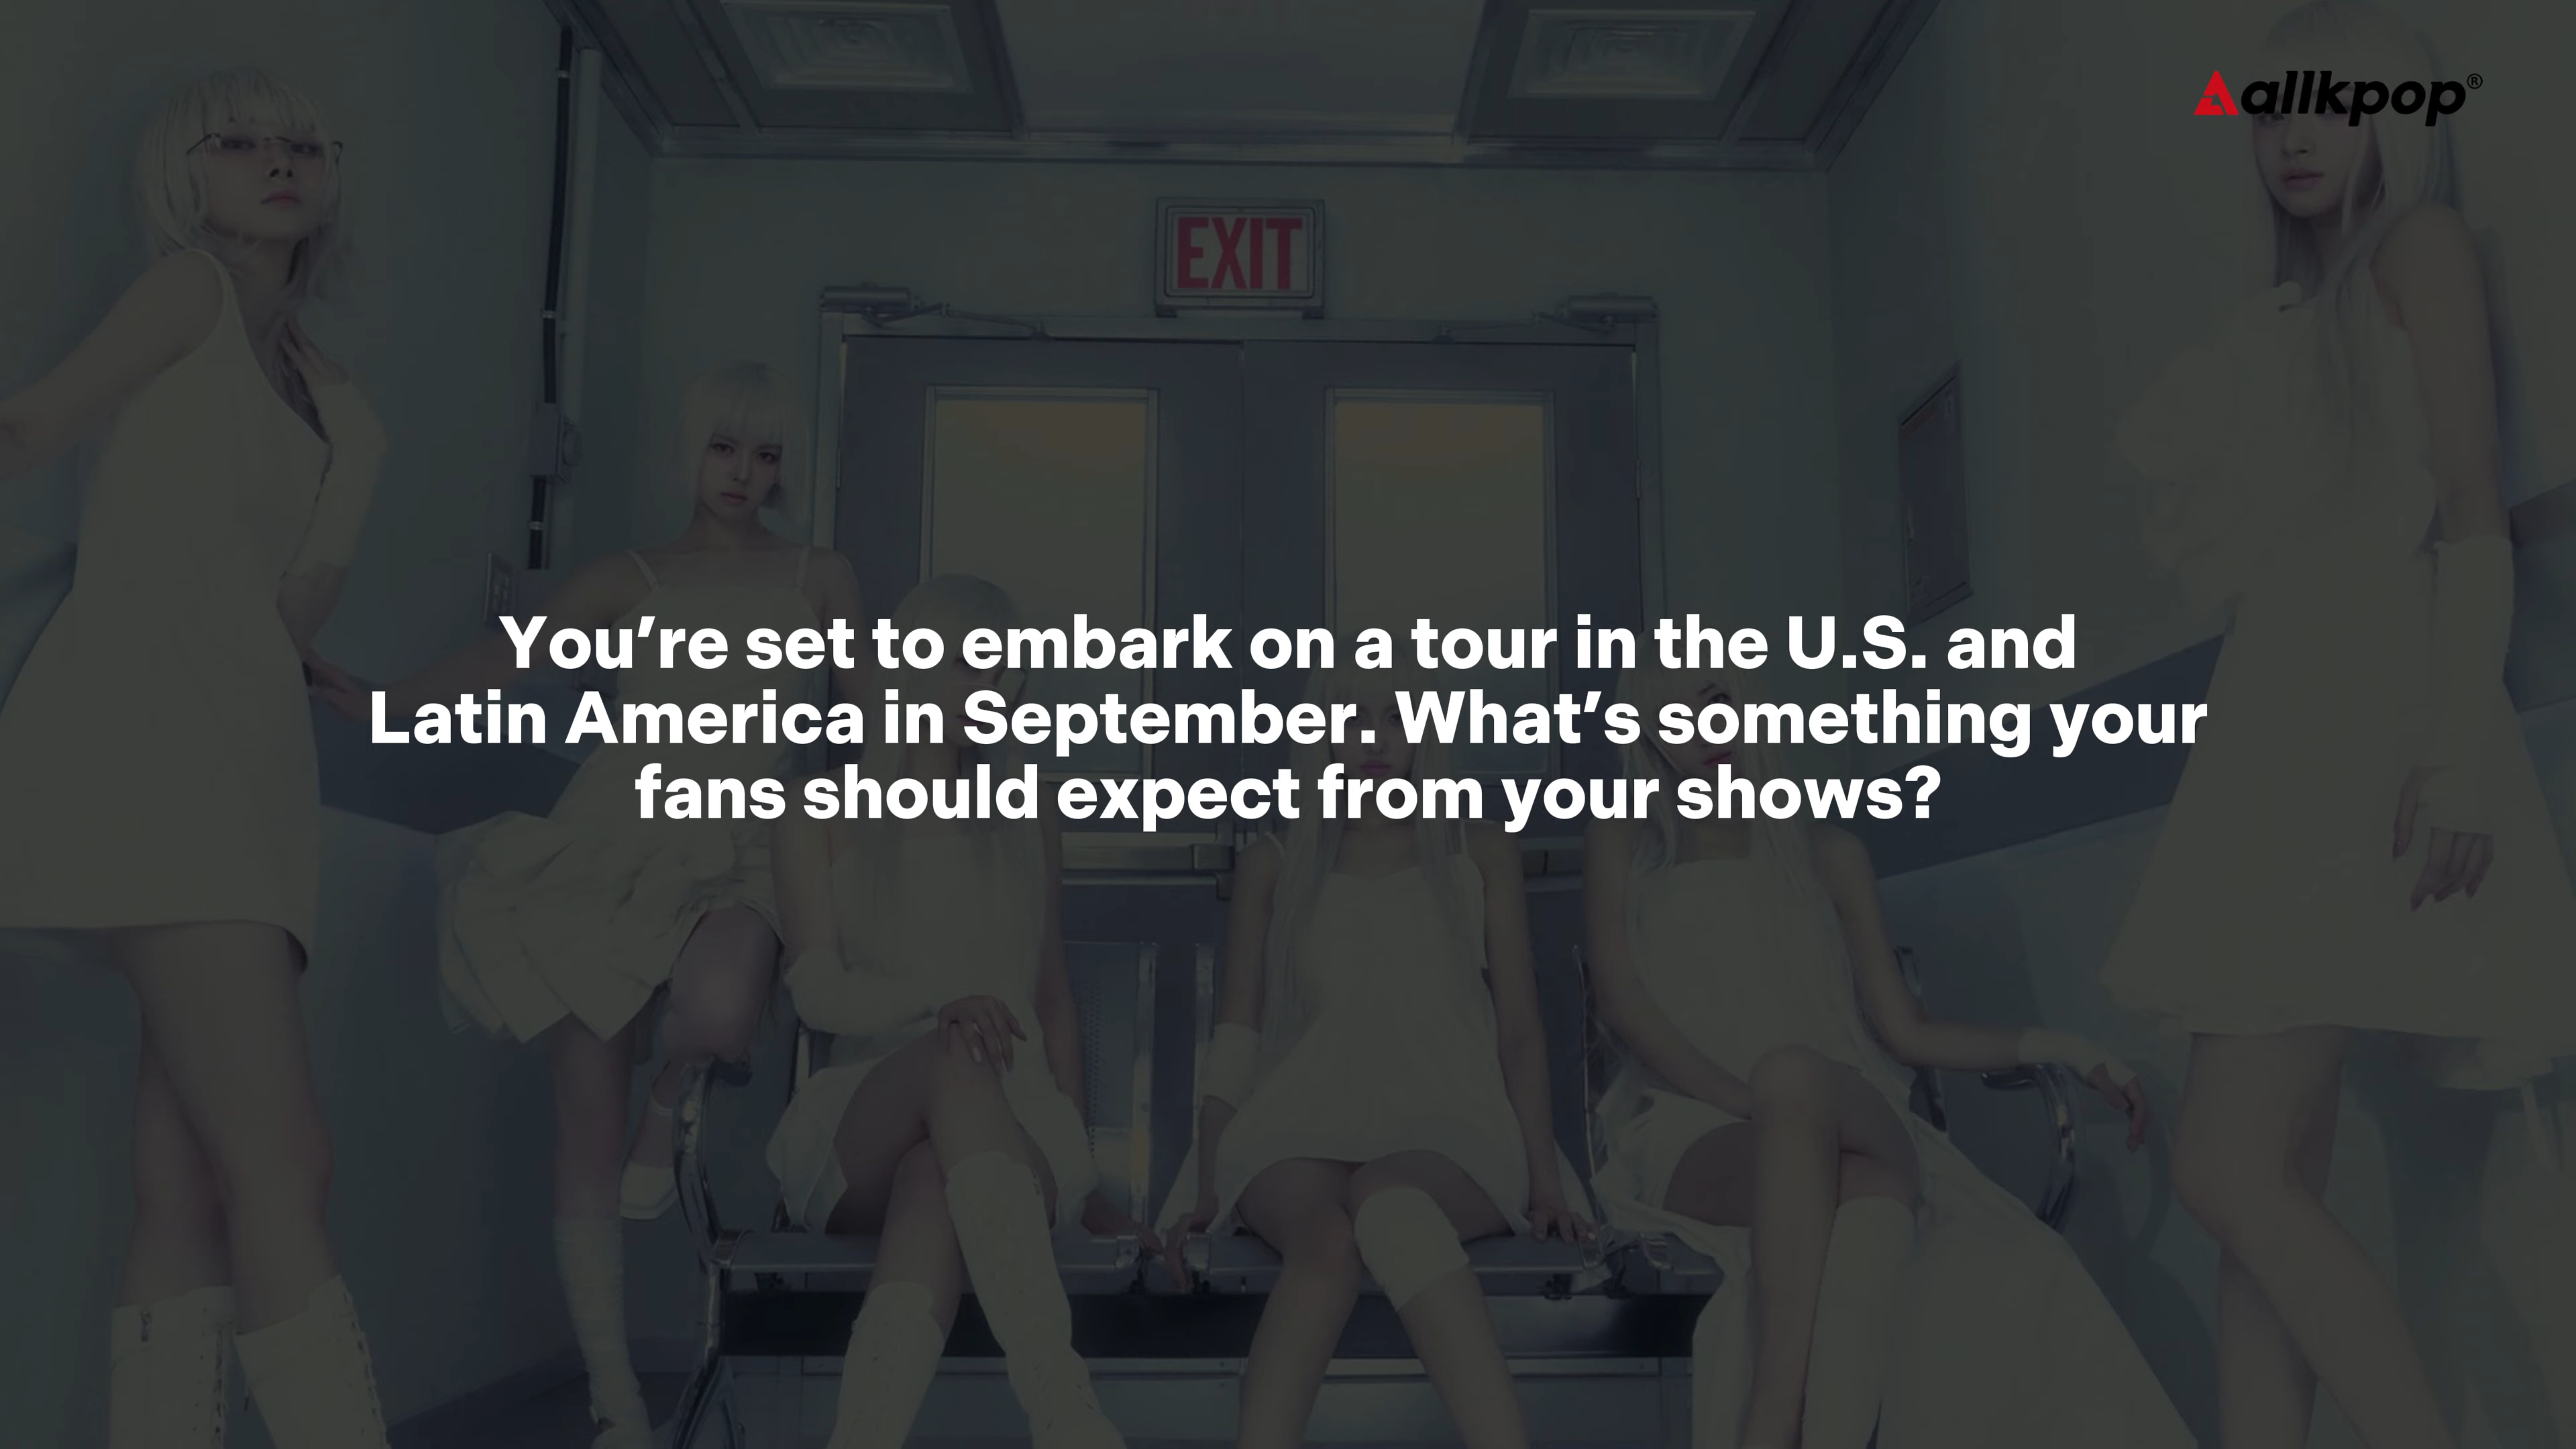 allkpop®
EXIT
You’re set to embark on a tour in the U.S. and
Latin America in September. What’s something your
fans should expect from your shows?